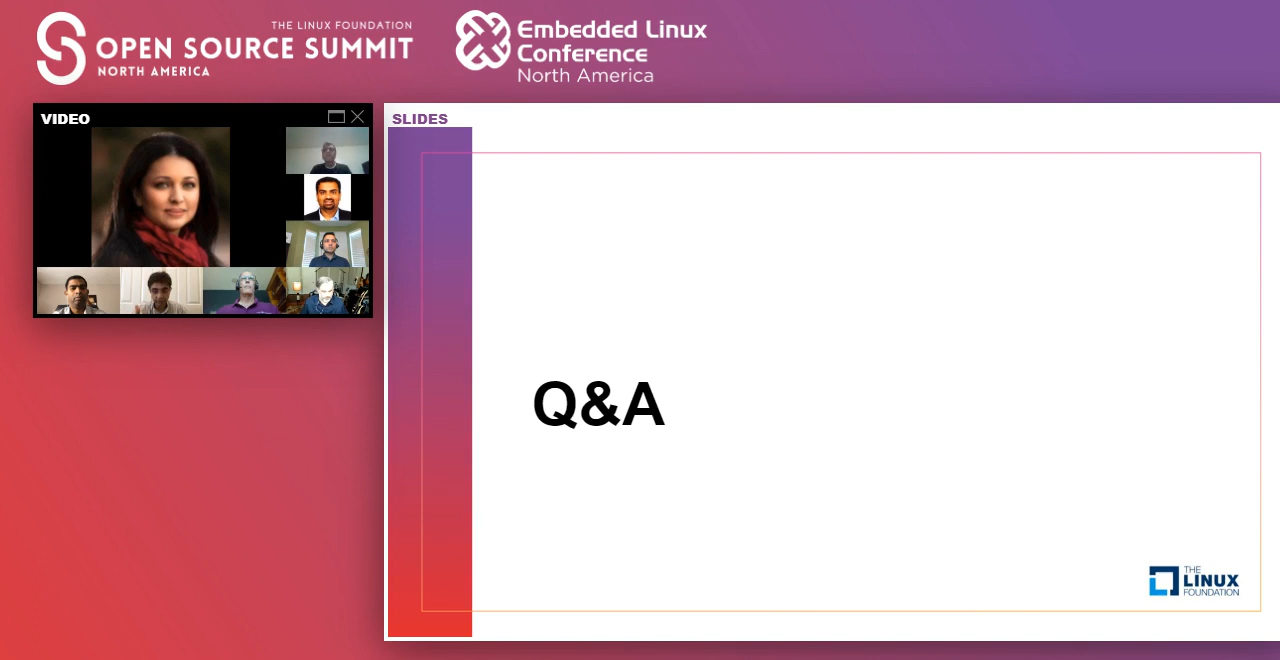 THE LINUX FOUNDATION
OPEN SOURCE SUMMIT
NORTH AMERICA
Embedded Linux
Conference
North America
VIDEO
SLIDES
Q&A
THE
LINUX
FOUNDATION